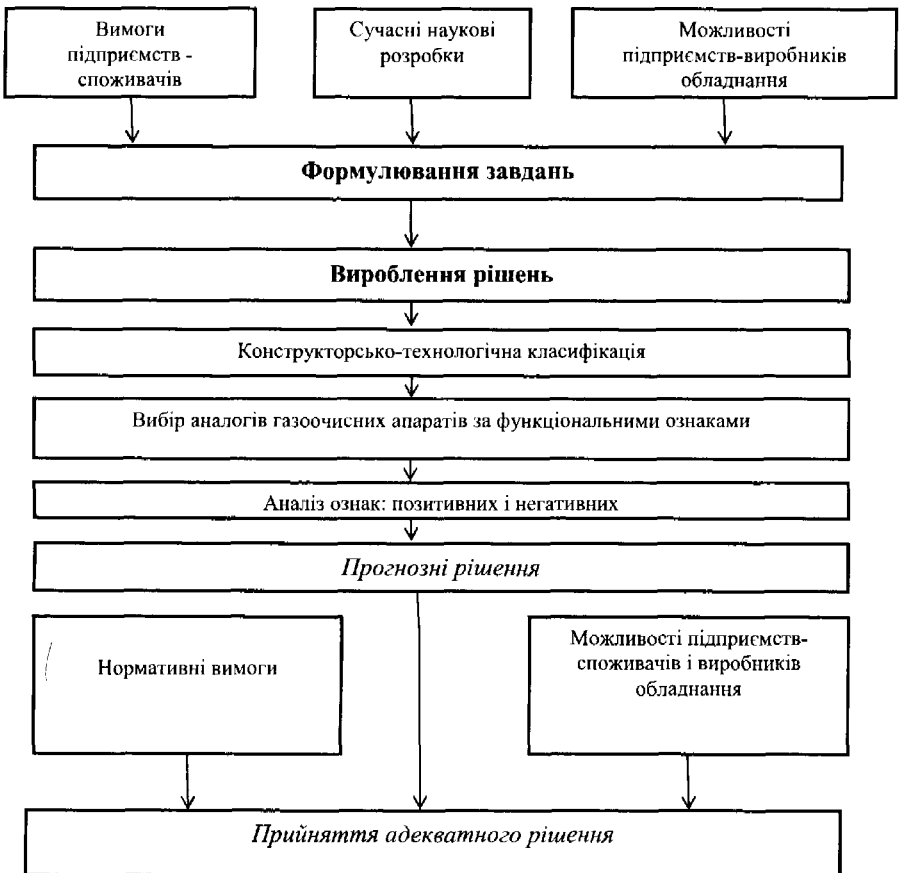 Вимоги
підприємств -
споживачів
Сучасні наукові
розробки
Можливості
підприємств-виробників
обладнання
Формулювання завдань
Вироблення рішень
Конструкторсько-технологічна класифікація
Вибір аналогів газоочисних апаратів за функціональними ознаками
Аналіз ознак: позитивних і негативних
Прогнозні рішення
Нормативні вимоги
Можливості підприємств-
споживачів і виробників
обладнання
Прийняття адекватного рішення